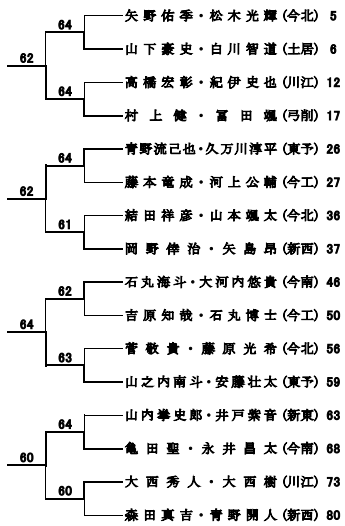 64 矢野佑季・松木光輝(今北) 5
山下豪史・白川智道(土居) 6
62
64 高橋宏彰・紀伊史也(川江) 12
村上健・冨田颯(弓削) 17
64 青野流己也・久万川淳平(東予) 26
藤本竜成・河上公輔(今工) 27
62
61 結田祥彦・山本颯太(今北) 36
岡野倖治・矢島昂(新西) 37
62 石丸海斗・大河内悠貴(今南) 46
吉原知哉・石丸博士(今工) 50
64
63 菅敬貴・藤原光希(今北) 56
山之内南斗・安藤壮太(東予) 59
64 山内拳史郎・井戸紫音(新東) 63
亀田聖・永井昌太(今南) 68
60
60 大西秀人・大西樹(川江) 73
森田真吉・青野開人(新西) 80